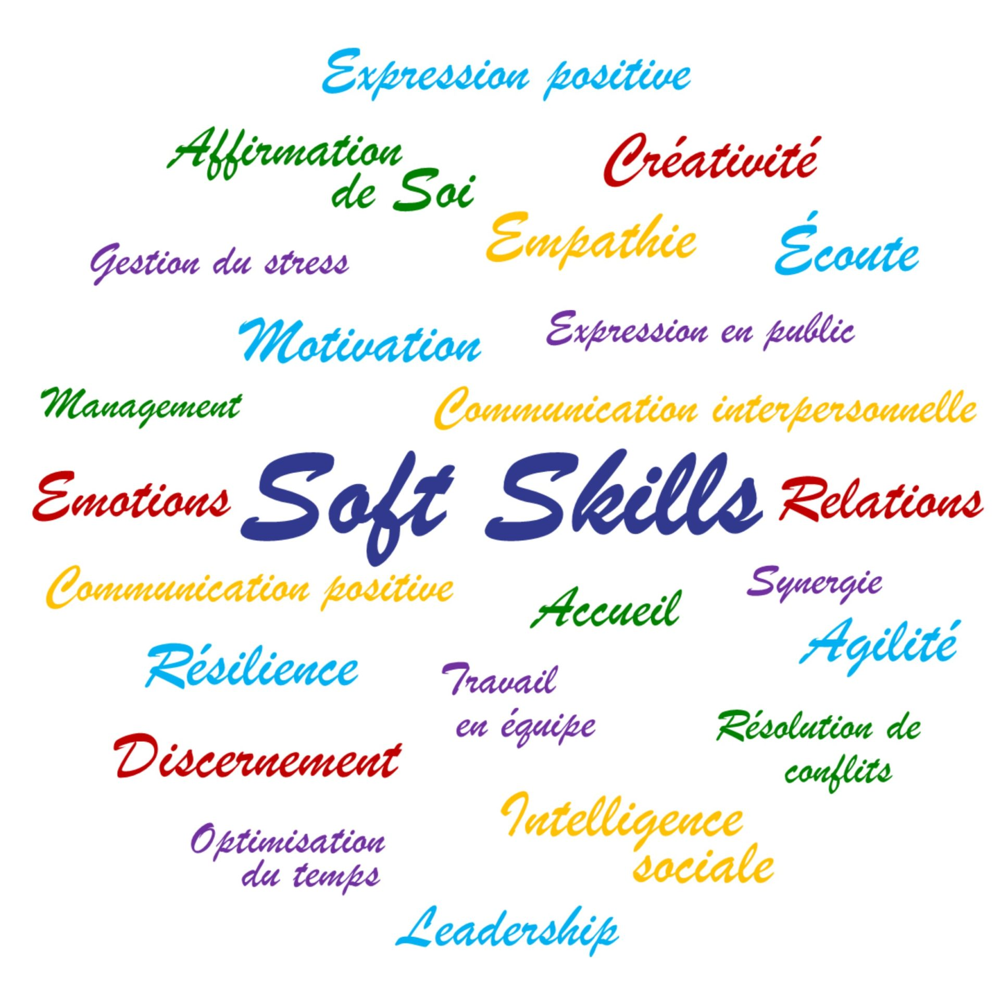 Expression positive
Affirmation
de Soi
Créativité
Empathie
Écoute
Gestion du stress
Motivation
Expression en public
Management
Communication interpersonnelle
Emotions
Soft Skills
Relations
Communication positive
Accueil
Synergie
Agilité
Résilience
Travail
en équipe
Résolution de
conflits
Discernement
Intelligence
sociale
Optimisation
du temps
Leadership